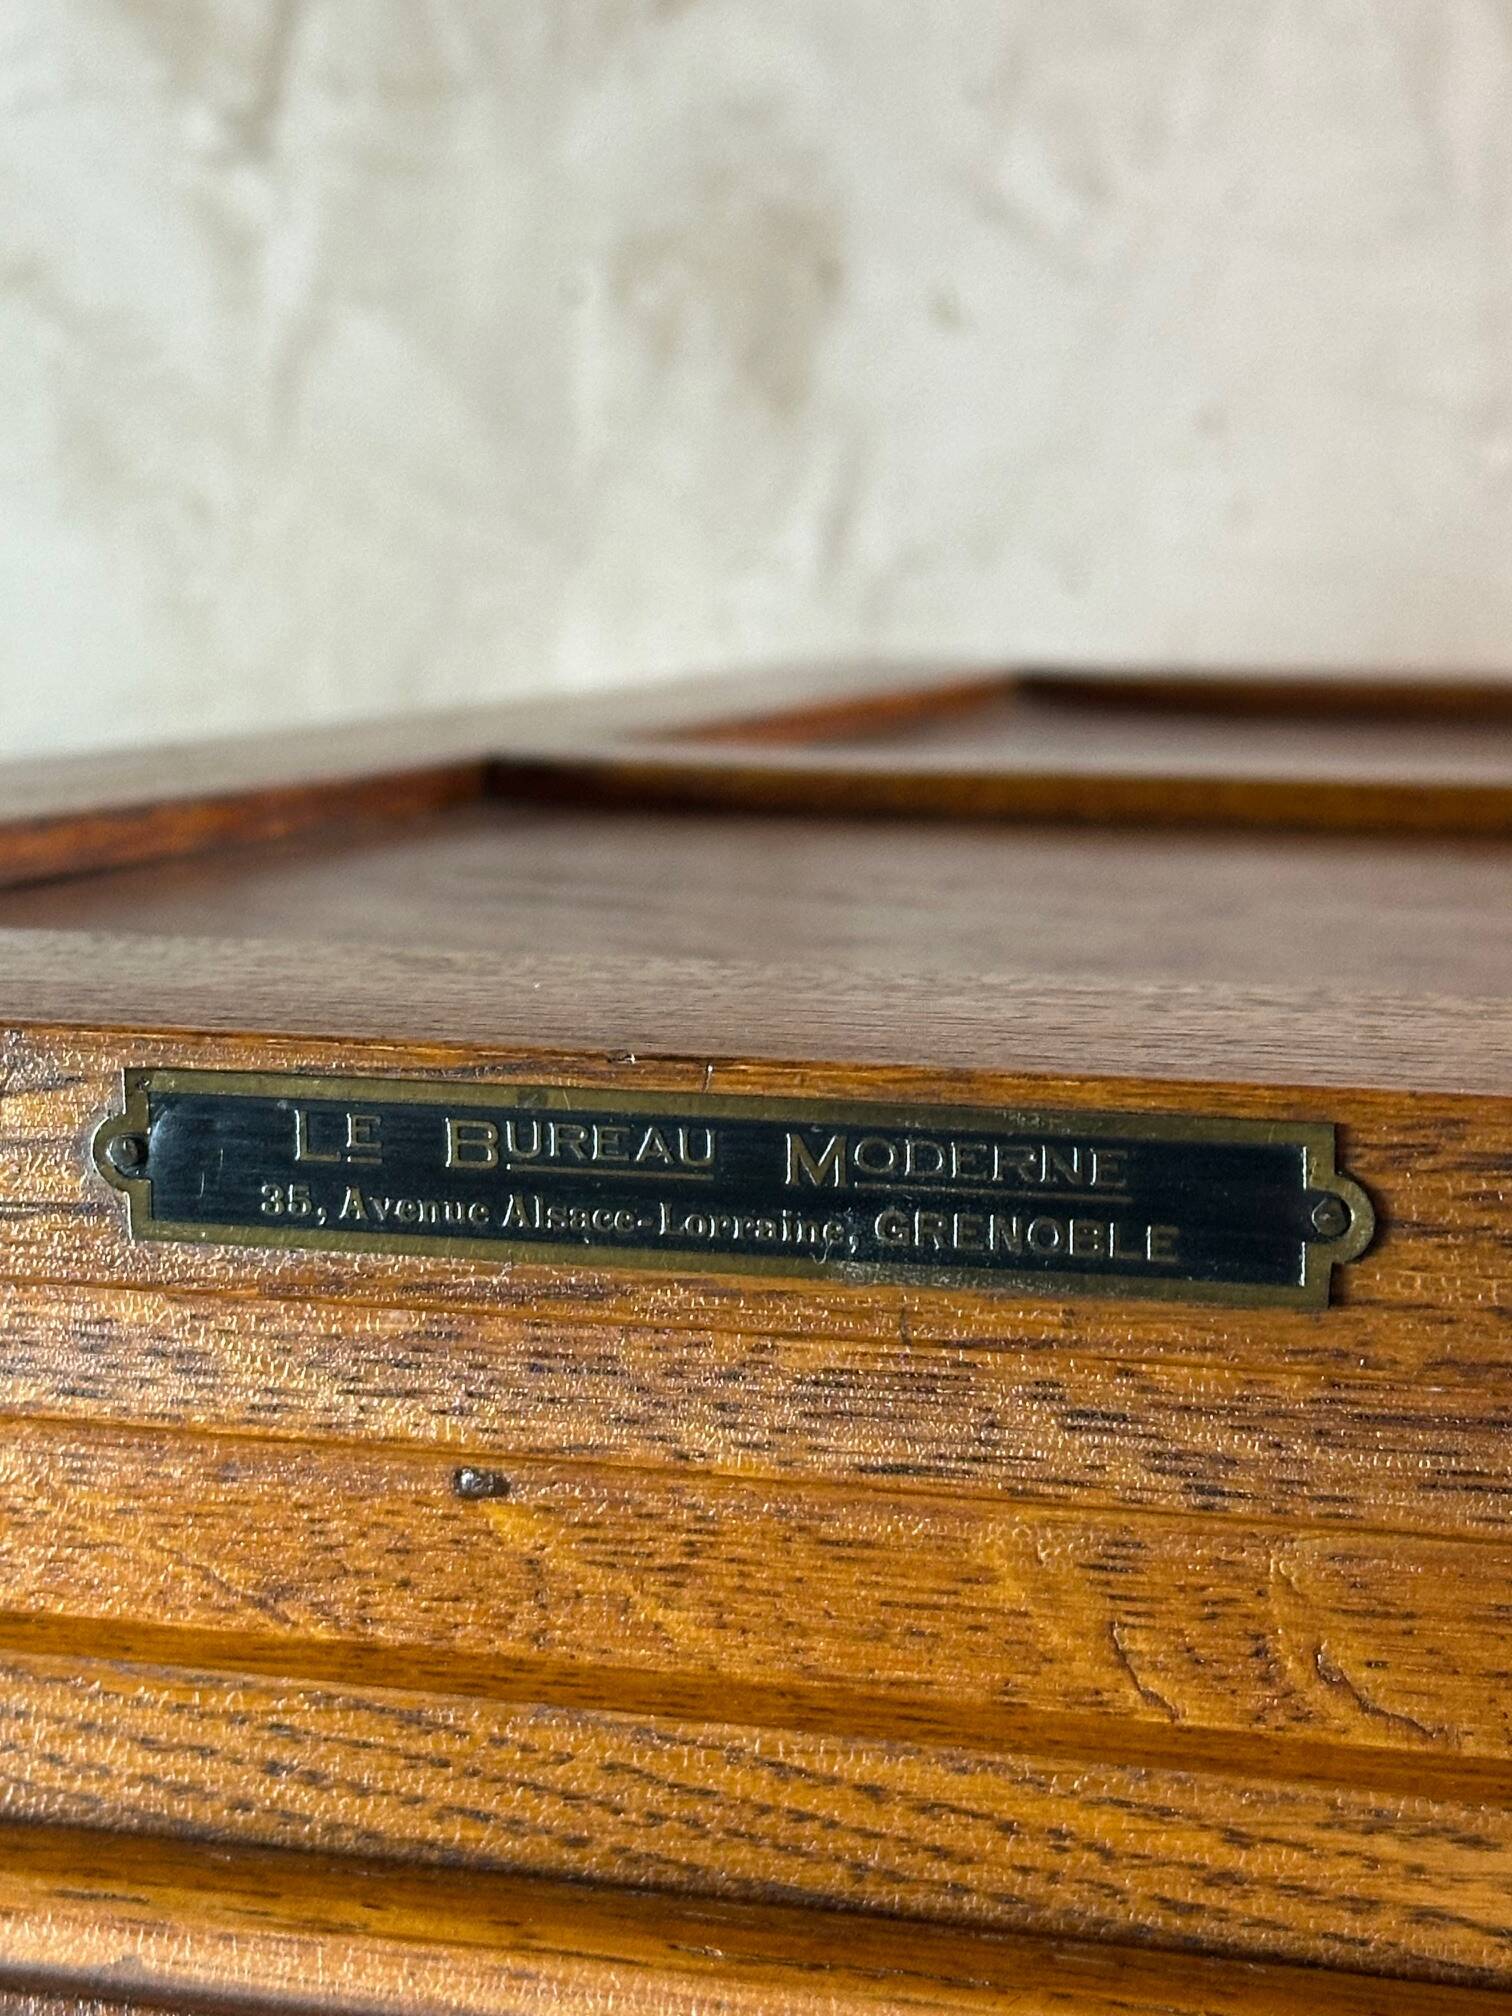 LE BUREAU MODERNE
35, Avenue Alsace-Lorraine, GRENOBLE